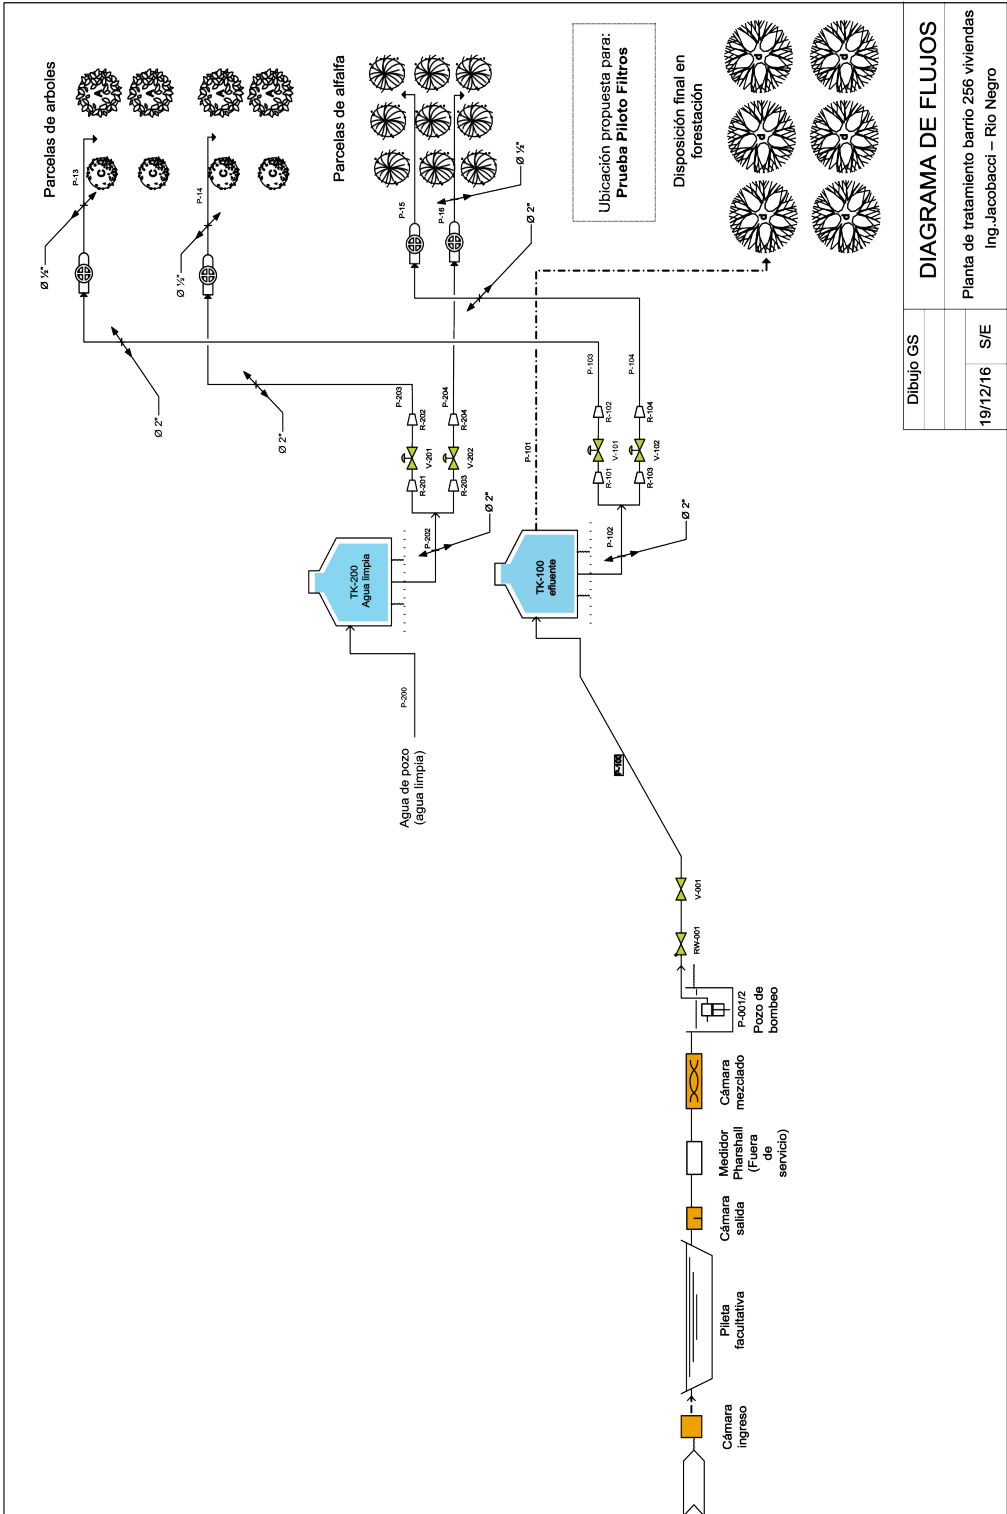 Parcelas de arboles
P-13
Ø ½"
A
A
C
C
P-14
Ø ½"
A
A
C
C
Ø 2"
Ø 2"
Parcelas de alfalfa
P-15
P-16
Ø ½"
Ø 2"
Ubicación propuesta para:
Prueba Piloto Filtros
Disposición final en
forestación
P
P
P
P
P
P
P-203
R-202
V-201
R-201
P-204
R-204
V-202
R-203
P-202
Ø 2"
TK-200
Agua limpia
P-200
Agua de pozo
(agua limpia)
P-101
P-103
R-102
V-101
R-101
P-104
R-104
V-102
R-103
P-102
Ø 2"
TK-100
efluente
P-100
V-001
RW-001
P-001/2
Pozo de
bombeo
Cámara
mezclado
Medidor
Pharshall
(Fuera
de
servicio)
Cámara
salida
Pileta
facultativa
Cámara
ingreso
Dibujo GS
19/12/16
S/E
DIAGRAMA DE FLUJOS
Planta de tratamiento barrio 256 viviendas
Ing.Jacobacci – Rio Negro